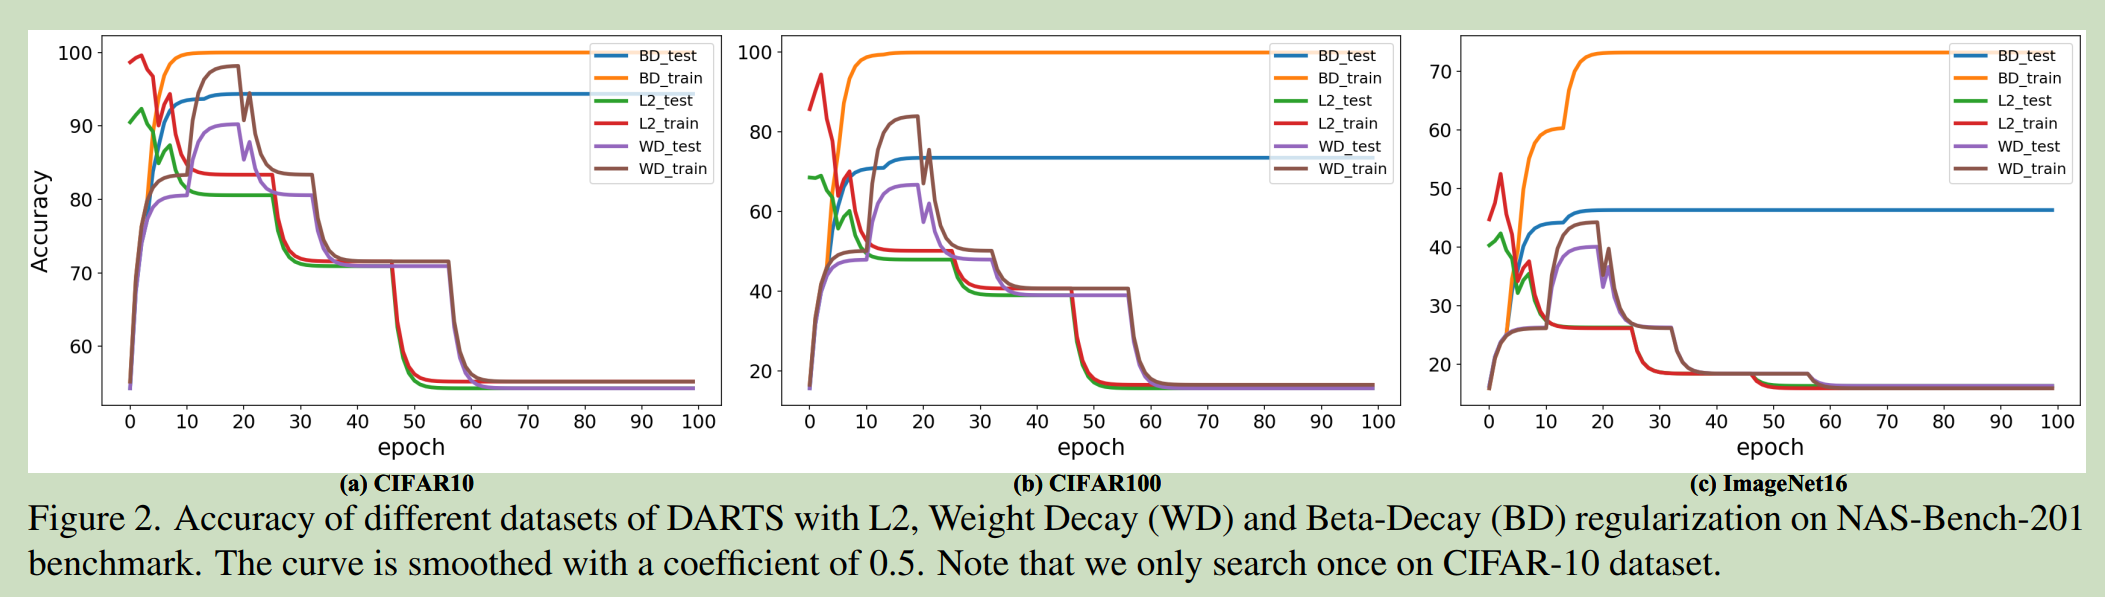 Accuracy
100
90
80
70
60
0 10 20 30 40 50 60 70 80 90 100
epoch
BD_test
BD_train
L2_test
L2_train
WD_test
WD_train
(a) CIFAR10
100
80
60
40
20
0 10 20 30 40 50 60 70 80 90 100
epoch
BD_test
BD_train
L2_test
L2_train
WD_test
WD_train
(b) CIFAR100
70
60
50
40
30
20
0 10 20 30 40 50 60 70 80 90 100
epoch
BD_test
BD_train
L2_test
L2_train
WD_test
WD_train
(c) ImageNet16
Figure 2. Accuracy of different datasets of DARTS with L2, Weight Decay (WD) and Beta-Decay (BD) regularization on NAS-Bench-201
benchmark. The curve is smoothed with a coefficient of 0.5. Note that we only search once on CIFAR-10 dataset.